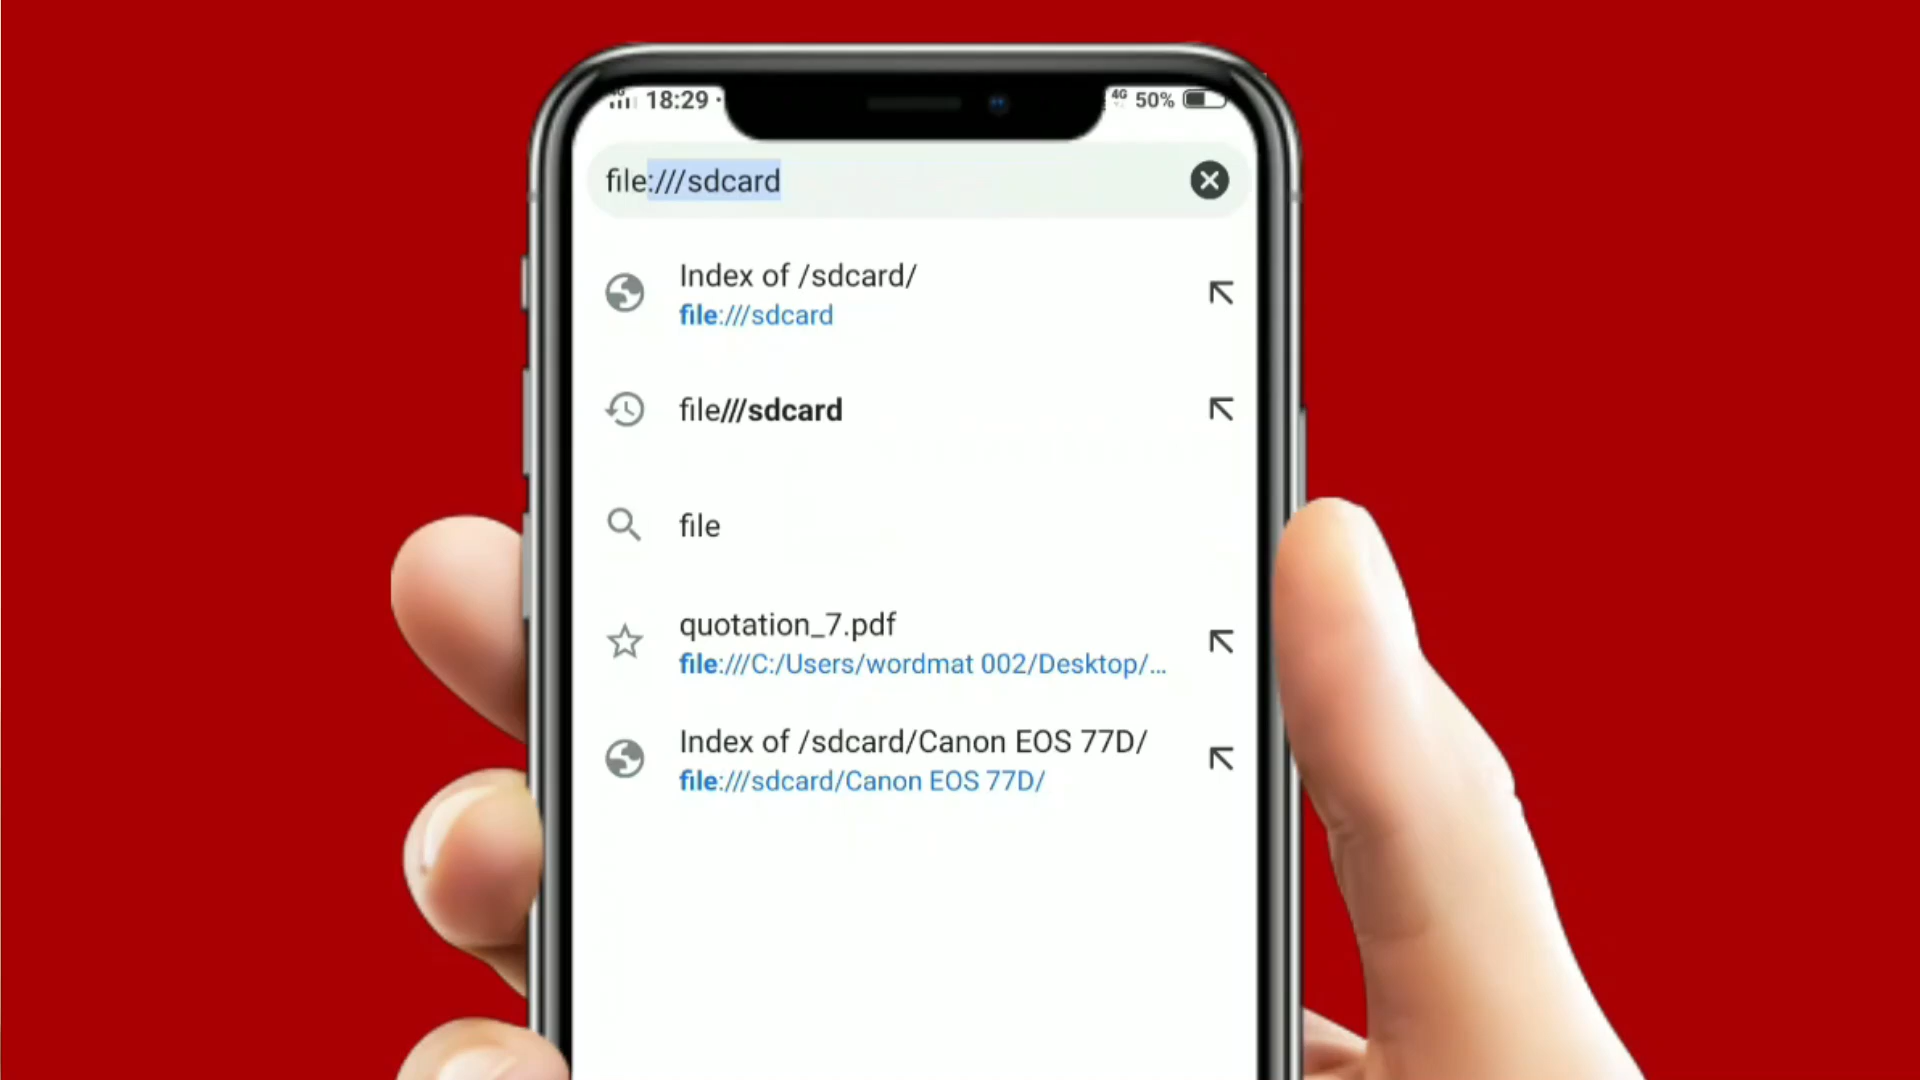 18:29
4G 50%
file:///sdcard
Index of /sdcard/
file:///sdcard
file///sdcard
file
quotation_7.pdf
file:///C:/Users/wordmat 002/Desktop/...
Index of /sdcard/Canon EOS 77D/
file:///sdcard/Canon EOS 77D/